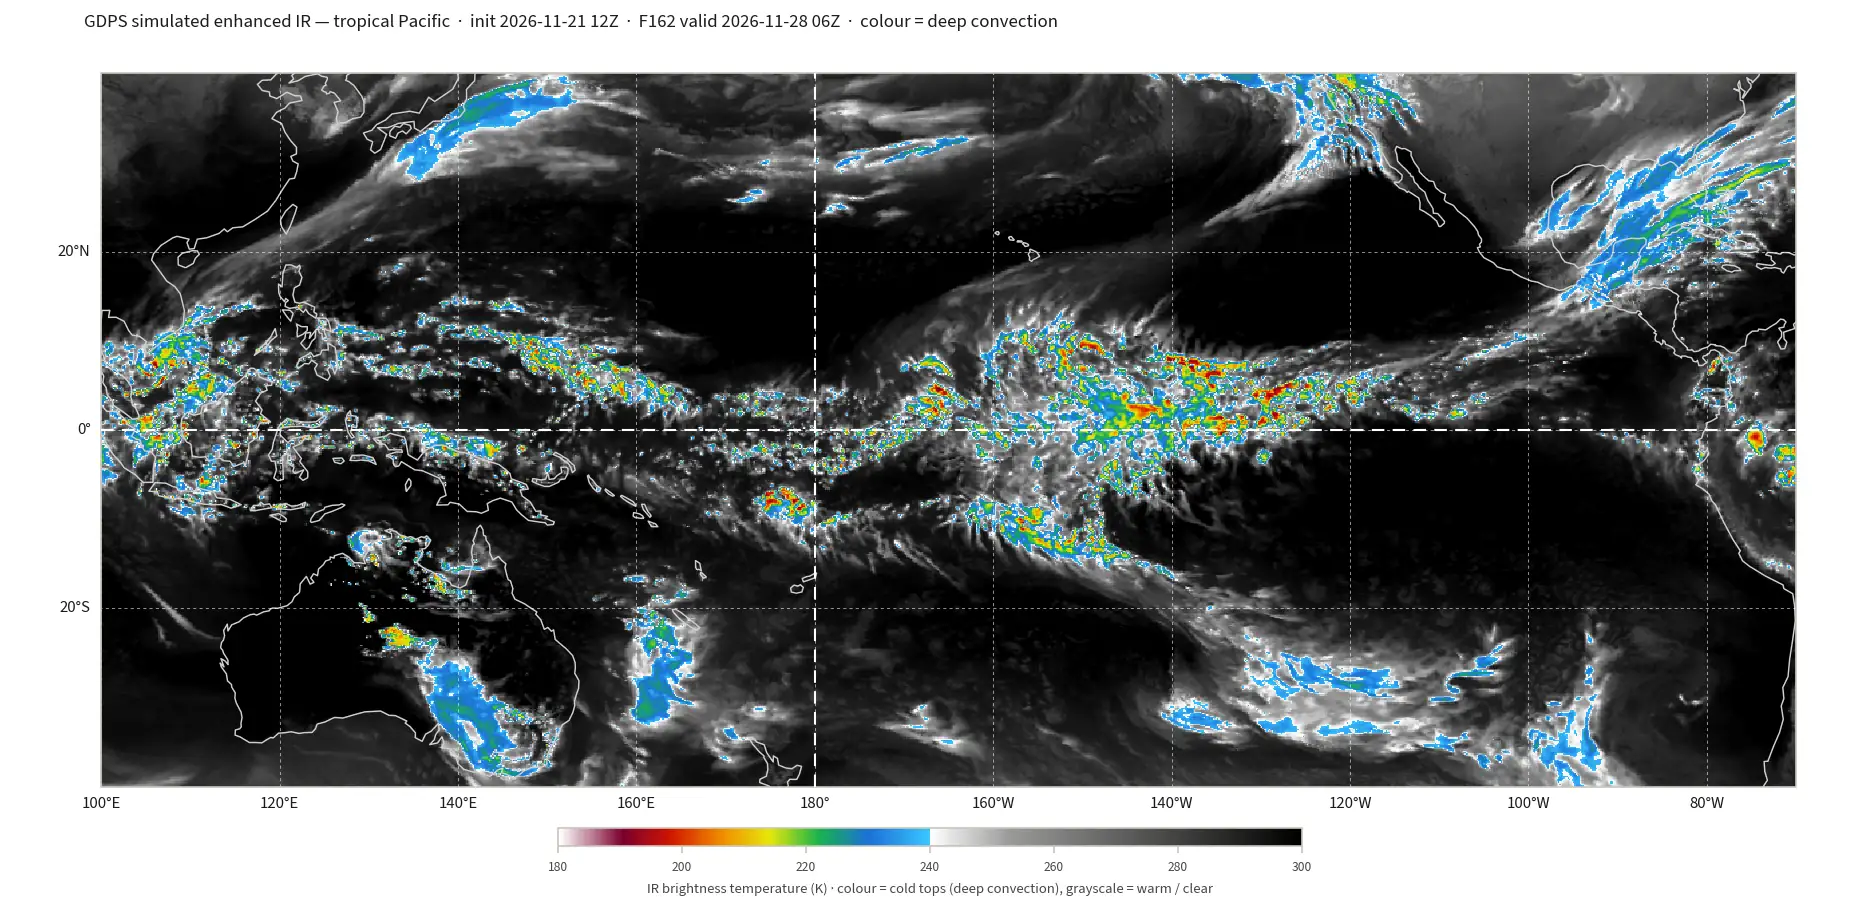 GDPS simulated enhanced IR — tropical Pacific · init 2026-11-21 12Z · F162 valid 2026-11-28 06Z · colour = deep convection
20°N
0°
20°S
100°E 120°E 140°E 160°E 180° 160°W 140°W 120°W 100°W 80°W
180 200 220 240 260 280 300
IR brightness temperature (K) · colour = cold tops (deep convection), grayscale = warm / clear